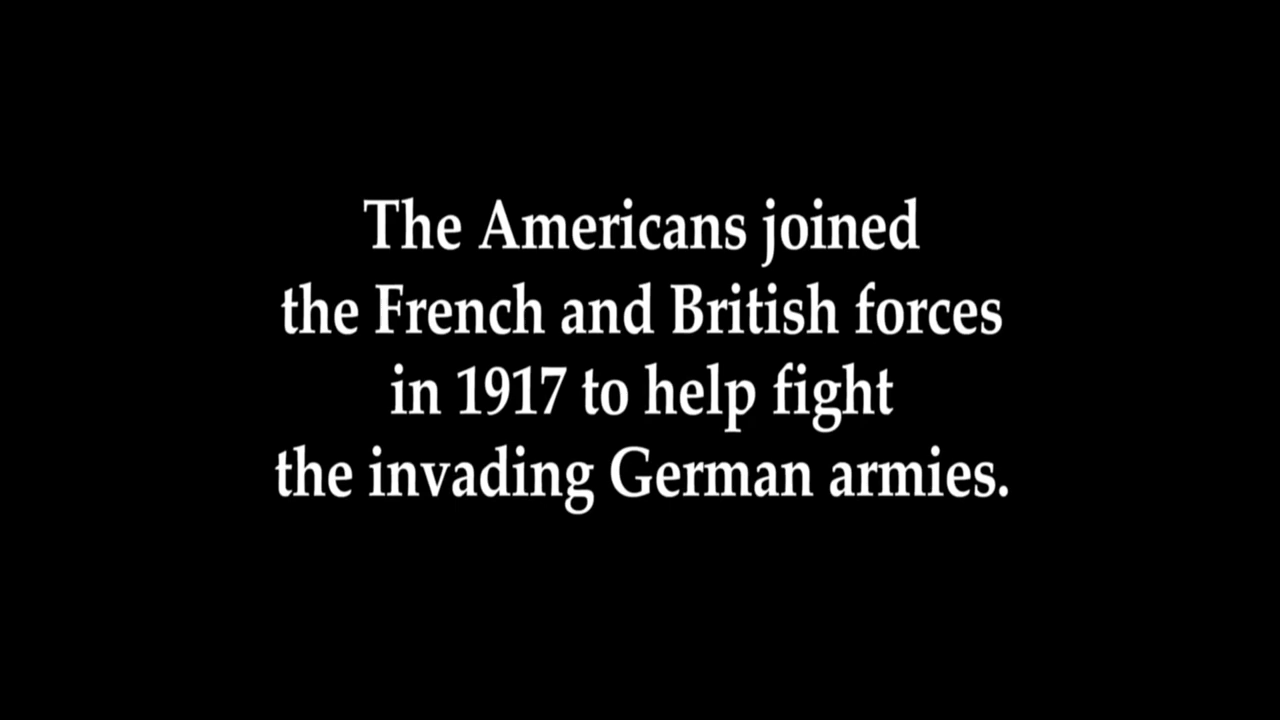 The Americans joined
the French and British forces
in 1917 to help fight
the invading German armies.